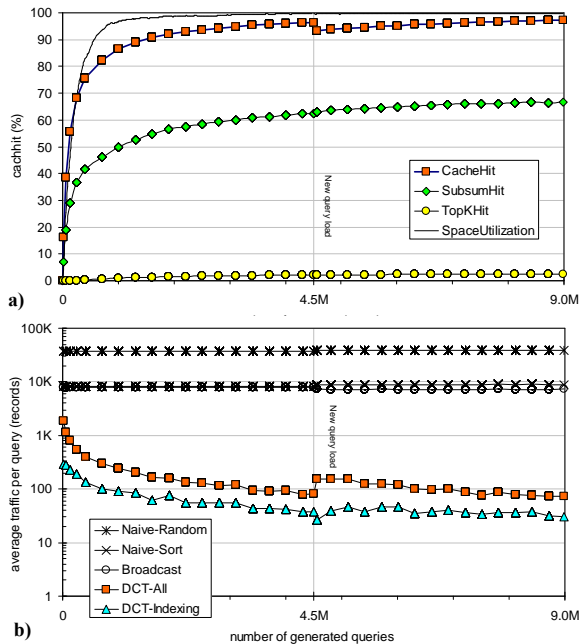 100
90
80
70
60
50
40
30
20
10
0
cachhit (%)
New query load
CacheHit
SubsumHit
TopKHit
SpaceUtilization
a)
0
4.5M
9.0M
100K
10K
1K
100
10
1
average traffic per query (records)
New query load
Naive-Random
Naive-Sort
Broadcast
DCT-All
DCT-Indexing
b)
0
4.5M
9.0M
number of generated queries